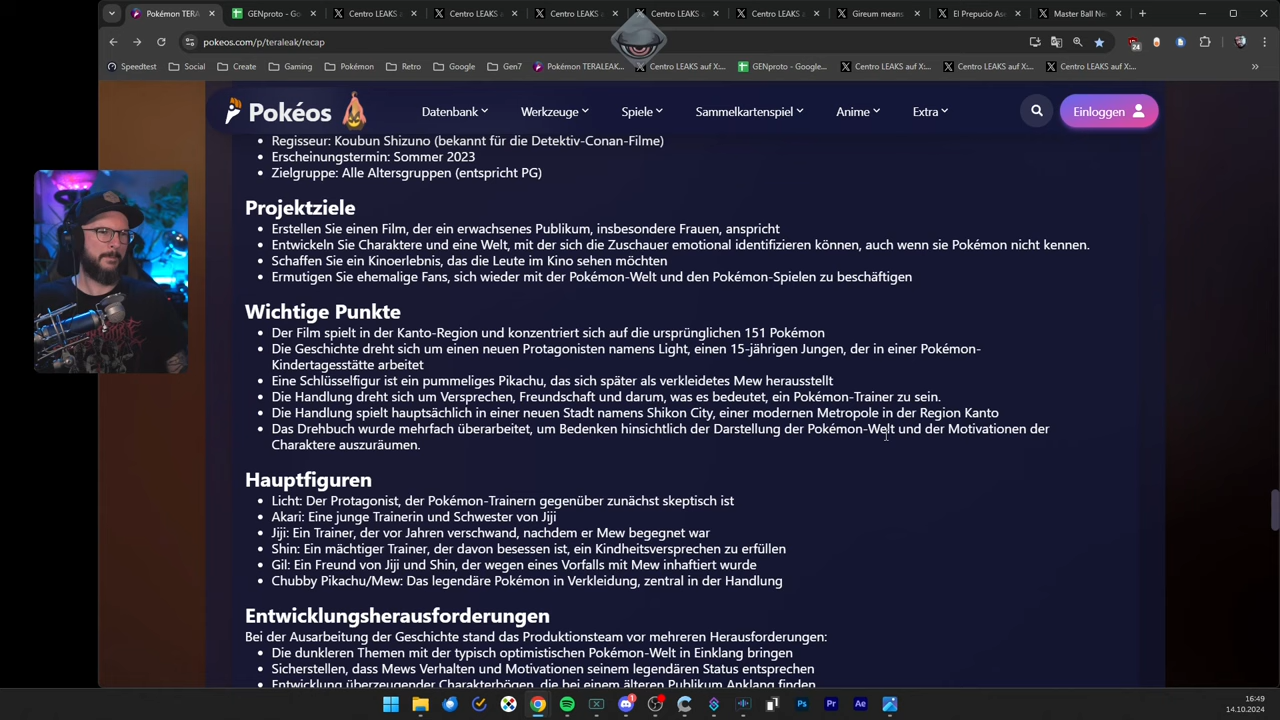 Pokémon TERA
GENproto - Go
Centro LEAKS a
Centro LEAKS a
Centro LEAKS a
Centro LEAKS a
Centro LEAKS a
Gireum means
El Prepucio As
Master Ball Ne
pokeos.com/p/teraleak/recap
24
Speedtest
Social
Create
Gaming
Pokémon
Retro
Google
Gen7
Pokémon TERALEAK...
Centro LEAKS auf X:...
GENproto - Google...
Centro LEAKS auf X:...
Centro LEAKS auf X:...
Centro LEAKS auf X:...
Pokéos
Datenbank
Werkzeuge
Spiele
Sammelkartenspiel
Anime
Extra
Einloggen
• Regisseur: Koubun Shizuno (bekannt für die Detektiv-Conan-Filme)
• Erscheinungstermin: Sommer 2023
• Zielgruppe: Alle Altersgruppen (entspricht PG)
Projektziele
• Erstellen Sie einen Film, der ein erwachsenes Publikum, insbesondere Frauen, anspricht
• Entwickeln Sie Charaktere und eine Welt, mit der sich die Zuschauer emotional identifizieren können, auch wenn sie Pokémon nicht kennen.
• Schaffen Sie ein Kinoerlebnis, das die Leute im Kino sehen möchten
• Ermutigen Sie ehemalige Fans, sich wieder mit der Pokémon-Welt und den Pokémon-Spielen zu beschäftigen
Wichtige Punkte
• Der Film spielt in der Kanto-Region und konzentriert sich auf die ursprünglichen 151 Pokémon
• Die Geschichte dreht sich um einen neuen Protagonisten namens Light, einen 15-jährigen Jungen, der in einer Pokémon-
Kindertagesstätte arbeitet
• Eine Schlüsselfigur ist ein pummeliges Pikachu, das sich später als verkleidetes Mew herausstellt
• Die Handlung dreht sich um Versprechen, Freundschaft und darum, was es bedeutet, ein Pokémon-Trainer zu sein.
• Die Handlung spielt hauptsächlich in einer neuen Stadt namens Shikon City, einer modernen Metropole in der Region Kanto
• Das Drehbuch wurde mehrfach überarbeitet, um Bedenken hinsichtlich der Darstellung der Pokémon-Welt und der Motivationen der
Charaktere auszuräumen.
Hauptfiguren
• Licht: Der Protagonist, der Pokémon-Trainern gegenüber zunächst skeptisch ist
• Akari: Eine junge Trainerin und Schwester von Jiji
• Jiji: Ein Trainer, der vor Jahren verschwand, nachdem er Mew begegnet war
• Shin: Ein mächtiger Trainer, der davon besessen ist, ein Kindheitsversprechen zu erfüllen
• Gil: Ein Freund von Jiji und Shin, der wegen eines Vorfalls mit Mew inhaftiert wurde
• Chubby Pikachu/Mew: Das legendäre Pokémon in Verkleidung, zentral in der Handlung
Entwicklungsherausforderungen
Bei der Ausarbeitung der Geschichte stand das Produktionsteam vor mehreren Herausforderungen:
• Die dunkleren Themen mit der typisch optimistischen Pokémon-Welt in Einklang bringen
• Sicherstellen, dass Mews Verhalten und Motivationen seinem legendären Status entsprechen
• Entwicklung überzeugender Charakterbögen, die bei einem älteren Publikum Anklang finden
16:49
14.10.2024